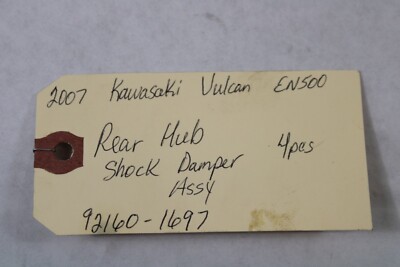 2007 Kawasaki Vulcan EN500
Rear Hub 4pcs
Shock Damper
Assy
92160-1697